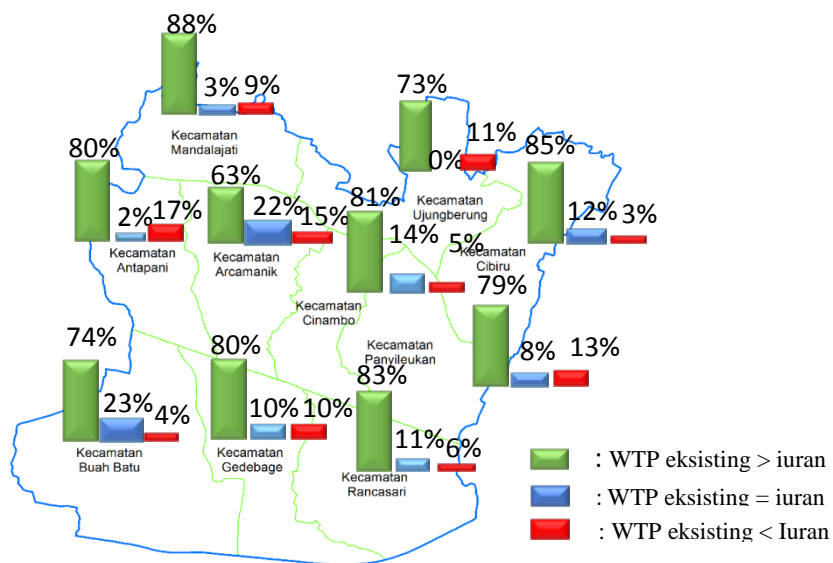 88%
3%
9%
Kecamatan
Mandalajati
73%
0%
11%
Kecamatan
Ujungberung
80%
2%
17%
Kecamatan
Antapani
63%
22%
15%
Kecamatan
Arcamanik
81%
14%
5%
Kecamatan
Cinambo
85%
12%
3%
Kecamatan
Cibiru
79%
8%
13%
Kecamatan
Panyileukan
74%
23%
4%
Kecamatan
Buah Batu
80%
10%
10%
Kecamatan
Gedebage
83%
11%
6%
Kecamatan
Rancasari
: WTP eksisting > iuran
: WTP eksisting = iuran
: WTP eksisting < Iuran